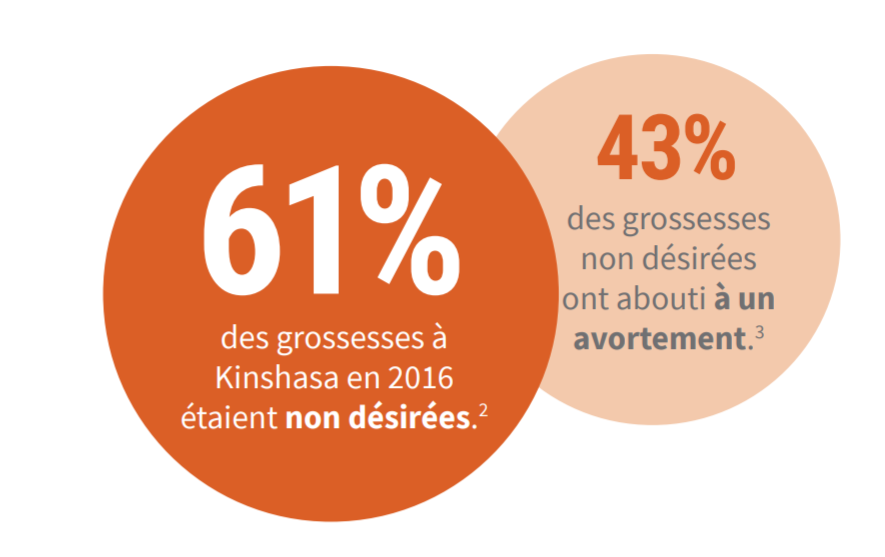 61%
des grossesses à
Kinshasa en 2016
étaient non désirées.²
43%
des grossesses
non désirées
ont abouti à un
avortement.³